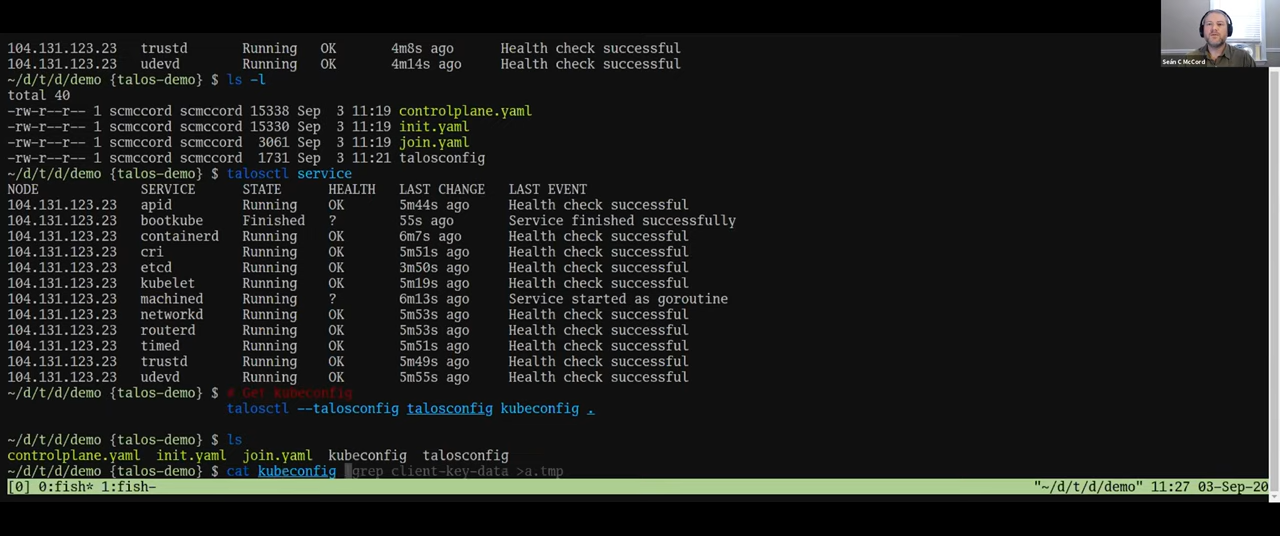 104.131.123.23  trustd      Running   OK      4m8s ago     Health check successful
104.131.123.23  udevd       Running   OK      4m14s ago    Health check successful
~/d/t/d/demo {talos-demo} $ ls -l
total 40
-rw-r--r-- 1 scmccord scmccord 15338 Sep  3 11:19 controlplane.yaml
-rw-r--r-- 1 scmccord scmccord 15330 Sep  3 11:19 init.yaml
-rw-r--r-- 1 scmccord scmccord  3061 Sep  3 11:19 join.yaml
-rw-r--r-- 1 scmccord scmccord  1731 Sep  3 11:21 talosconfig
~/d/t/d/demo {talos-demo} $ talosctl service
NODE             SERVICE      STATE      HEALTH   LAST CHANGE   LAST EVENT
104.131.123.23   apid         Running    OK       5m44s ago     Health check successful
104.131.123.23   bootkube     Finished   ?        55s ago       Service finished successfully
104.131.123.23   containerd   Running    OK       6m7s ago      Health check successful
104.131.123.23   cri          Running    OK       5m51s ago     Health check successful
104.131.123.23   etcd         Running    OK       3m50s ago     Health check successful
104.131.123.23   kubelet      Running    OK       5m19s ago     Health check successful
104.131.123.23   machined     Running    ?        6m13s ago     Service started as goroutine
104.131.123.23   networkd     Running    OK       5m53s ago     Health check successful
104.131.123.23   routerd      Running    OK       5m53s ago     Health check successful
104.131.123.23   timed        Running    OK       5m51s ago     Health check successful
104.131.123.23   trustd       Running    OK       5m49s ago     Health check successful
104.131.123.23   udevd        Running    OK       5m55s ago     Health check successful
~/d/t/d/demo {talos-demo} $ # Get Kubeconfig
talosctl --talosconfig talosconfig kubeconfig .
~/d/t/d/demo {talos-demo} $ ls
controlplane.yaml  init.yaml  join.yaml  kubeconfig  talosconfig
~/d/t/d/demo {talos-demo} $ cat kubeconfig |grep client-key-data >a.tmp
[0] 0:fish* 1:fish-    "~/d/t/d/demo" 11:27 03-Sep-20
Seán C McCord